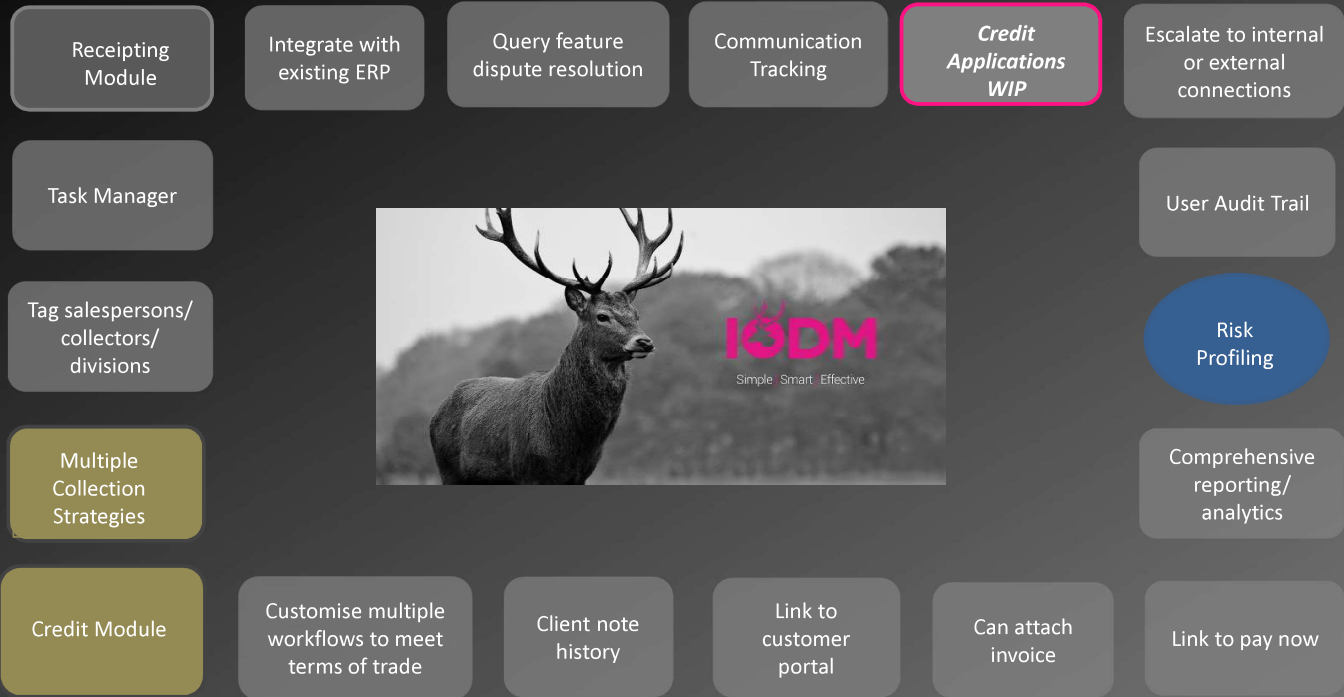 Receipting
Module
Integrate with
existing ERP
Query feature
dispute resolution
Communication
Tracking
Credit
Applications
WIP
Escalate to internal
or external
connections
Task Manager
User Audit Trail
Tag salespersons/
collectors/
divisions
IODM
Simple Smart Effective
Risk
Profiling
Multiple
Collection
Strategies
Comprehensive
reporting/
analytics
Credit Module
Customise multiple
workflows to meet
terms of trade
Client note
history
Link to
customer
portal
Can attach
invoice
Link to pay now